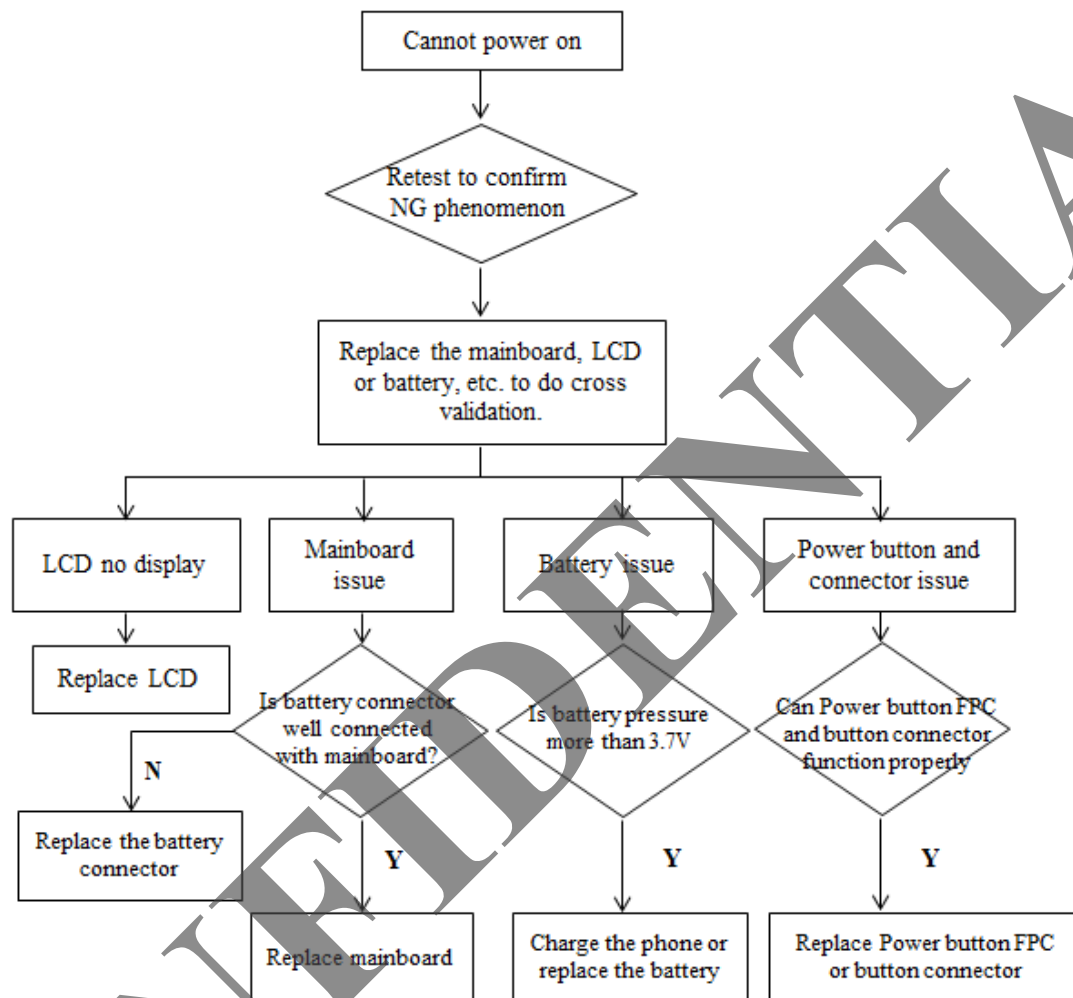 Cannot power on
Retest to confirm
NG phenomenon
Replace the mainboard, LCD
or battery, etc. to do cross
validation.
LCD no display
Mainboard
issue
Battery issue
Power button and
connector issue
Replace LCD
Is battery connector
well connected
with mainboard?
Is battery pressure
more than 3.7V
Can Power button FPC
and button connector
function properly
N
Replace the battery
connector
Y
Y
Y
Replace mainboard
Charge the phone or
replace the battery
Replace Power button FPC
or button connector
NFIDENTIA